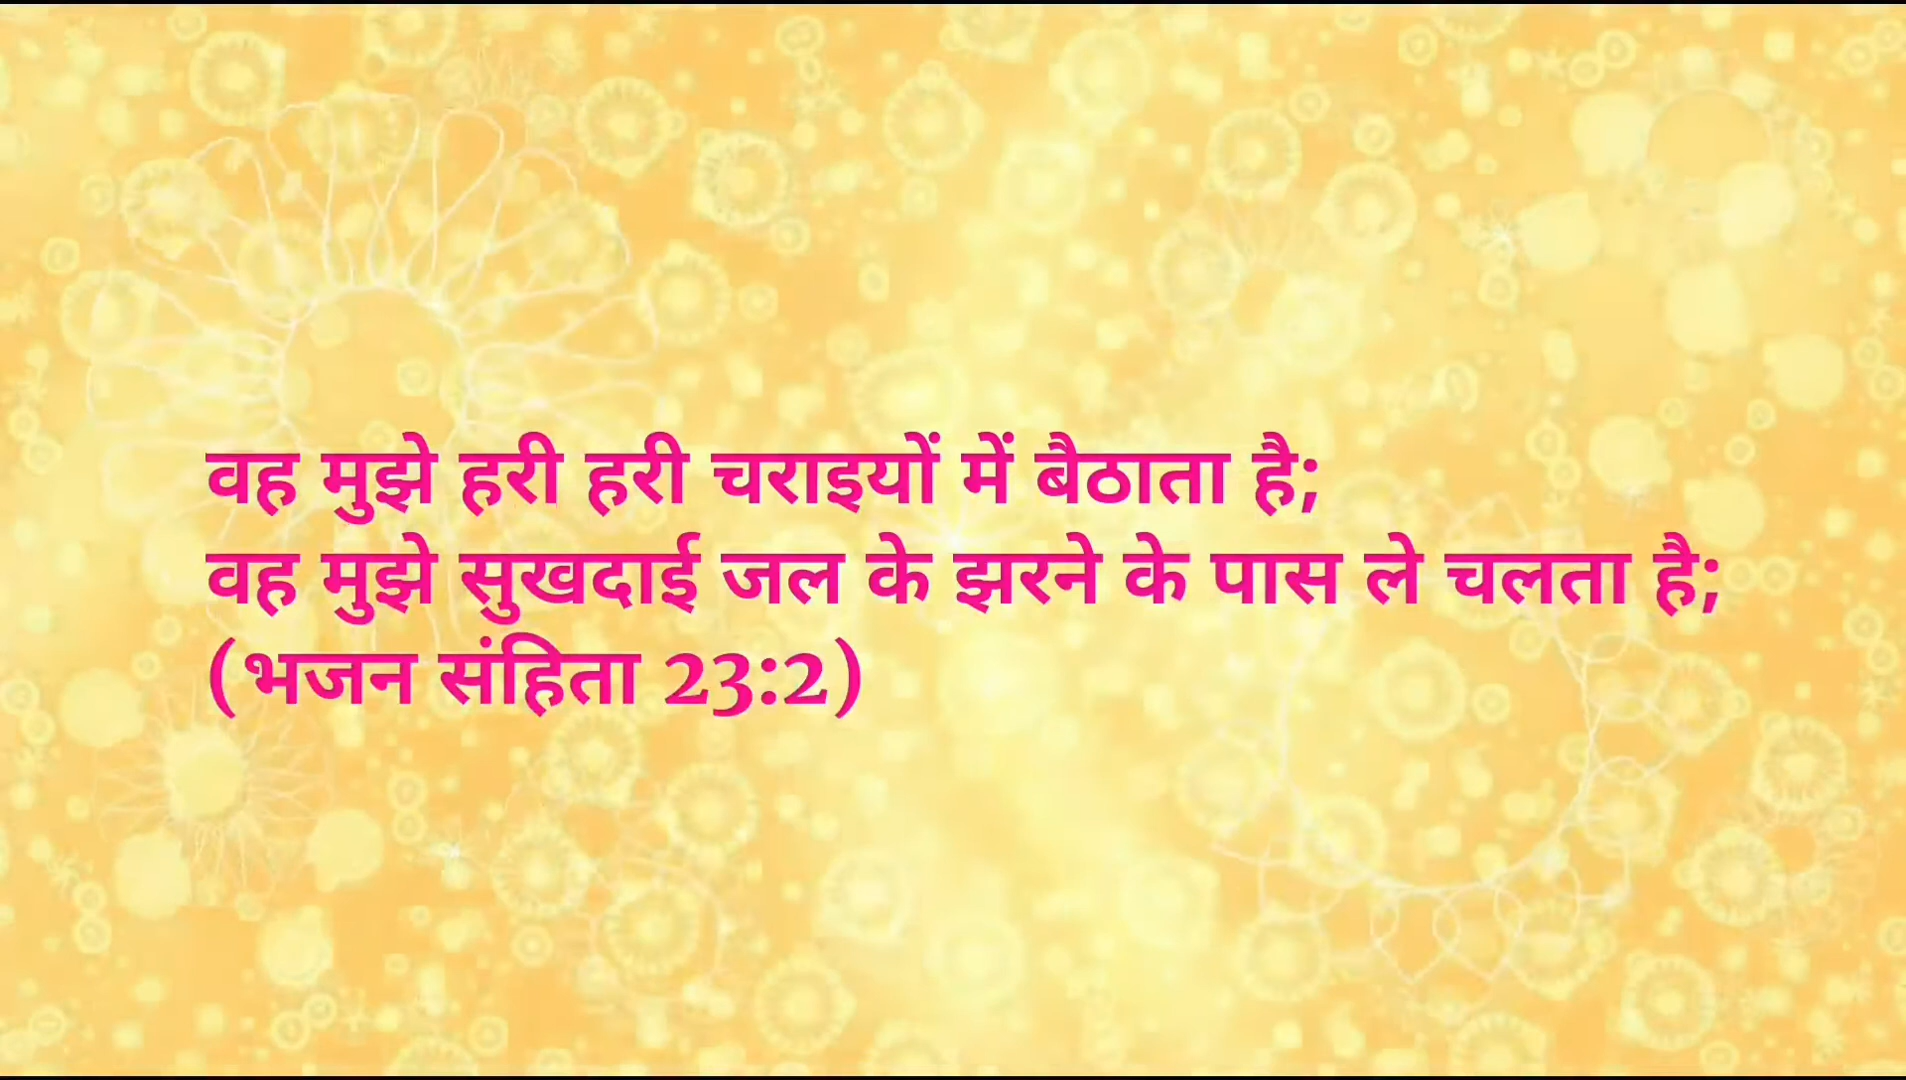 वह मुझे हरी हरी चराइयों में बैठाता है;
वह मुझे सुखदाई जल के झरने के पास ले चलता है;
(भजन संहिता 23:2)